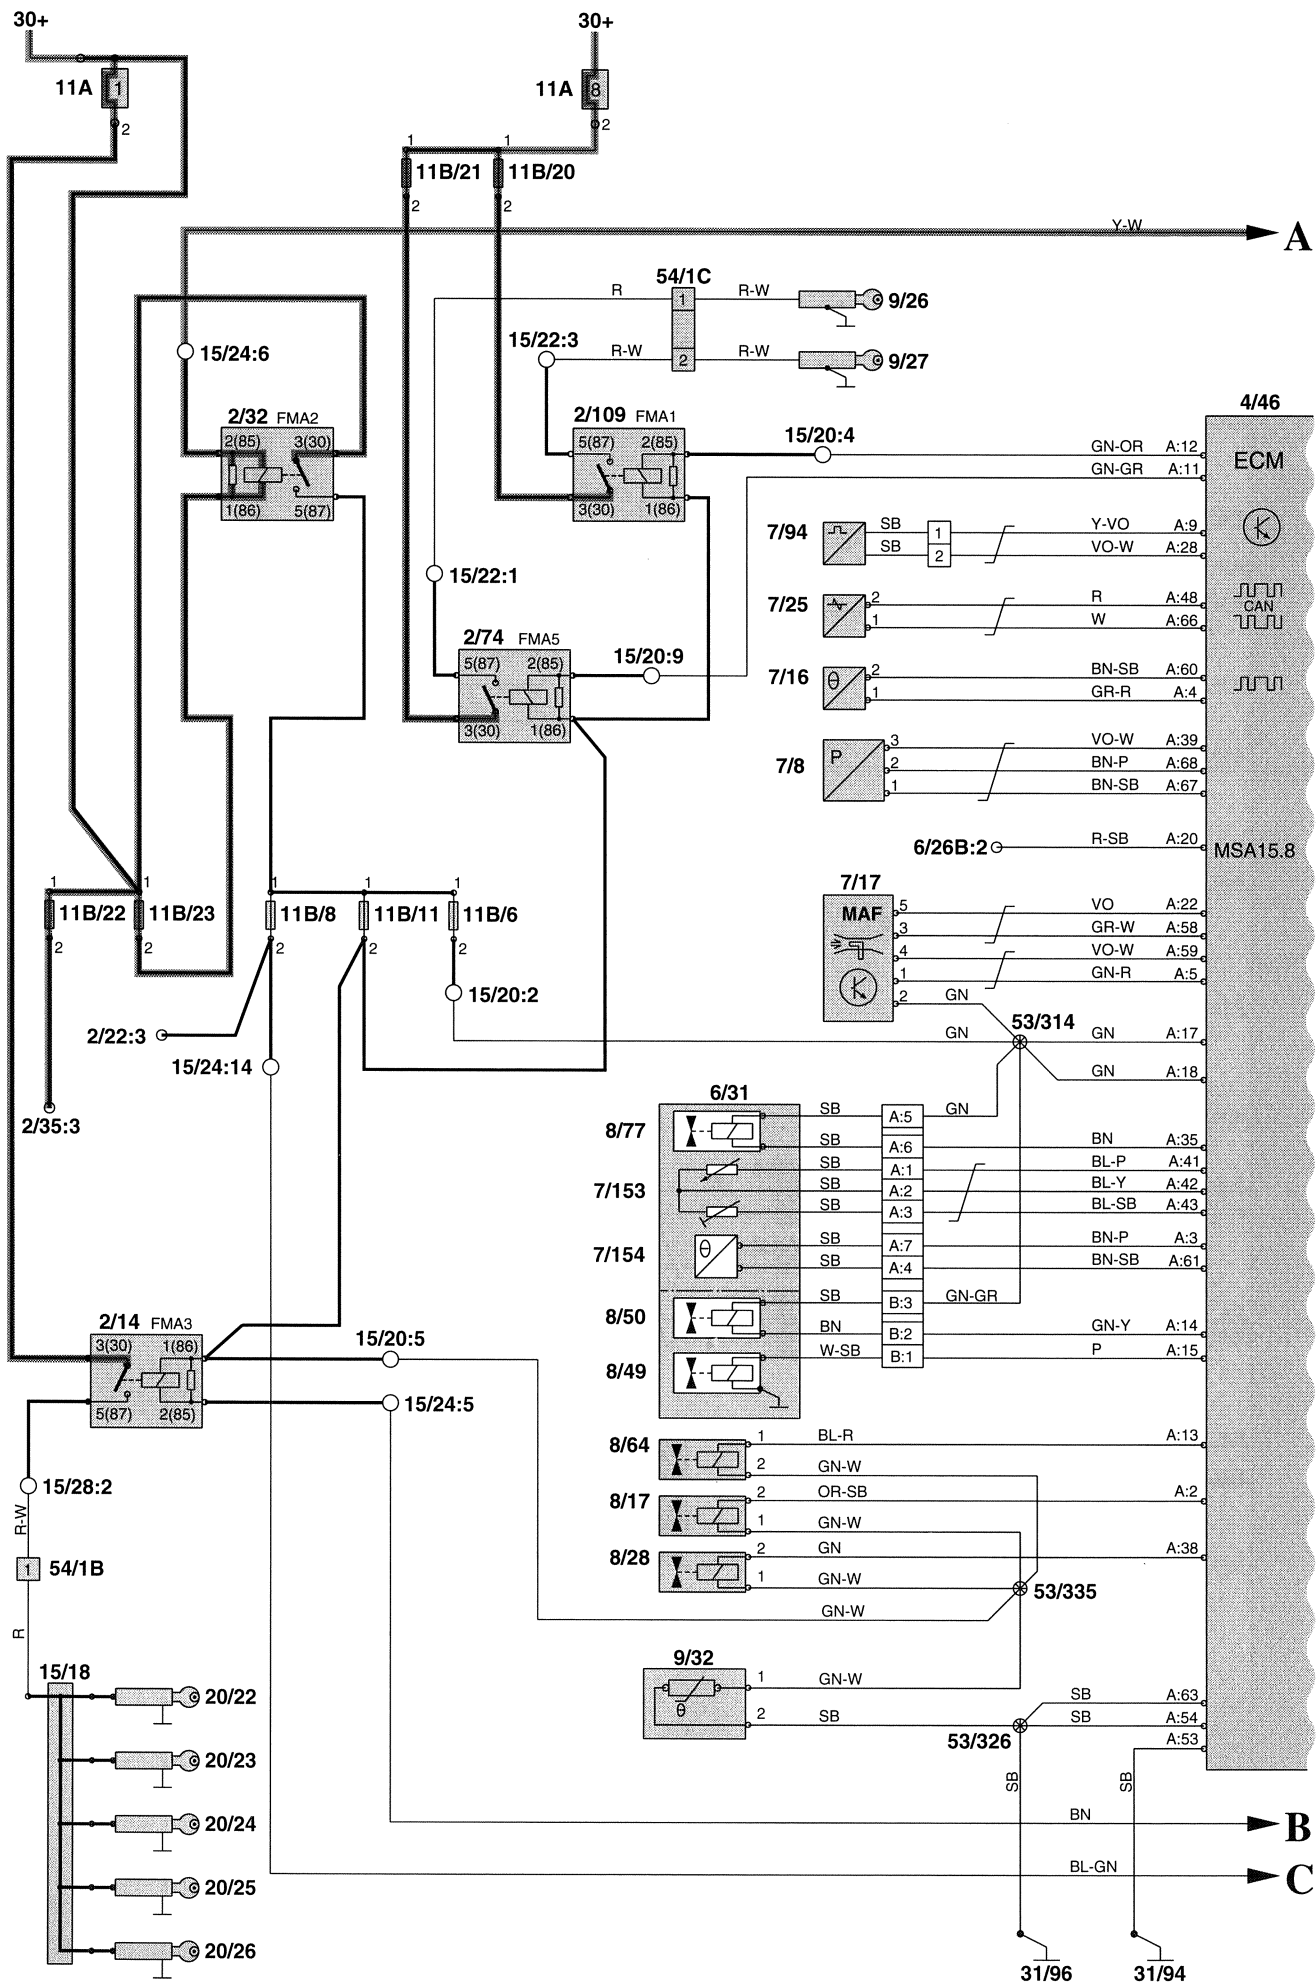 30+
30+
11A
1
11A
8
2
2
1
1
11B/21
11B/20
2
2
Y-W
A
54/1C
R
1
R-W
9/26
15/22:3
R-W
2
R-W
9/27
15/24:6
2/32 FMA2
2(85)
3(30)
1(86)
5(87)
2/109 FMA1
5(87)
2(85)
3(30)
1(86)
15/20:4
4/46
GN-OR A:12
ECM
GN-GR A:11
7/94
SB
1
Y-VO A:9
SB
2
VO-W A:28
15/22:1
7/25
2
R A:48
CAN
1
W A:66
2/74 FMA5
5(87)
2(85)
3(30)
1(86)
15/20:9
7/16
θ
2
BN-SB A:60
1
GR-R A:4
7/8
P
3
VO-W A:39
2
BN-P A:68
1
BN-SB A:67
6/26B:2
R-SB A:20
MSA15.8
1
1
1
1
1
11B/22
11B/23
11B/8
11B/11
11B/6
2
2
2
2
2
7/17
MAF
5
VO A:22
3
GR-W A:58
4
VO-W A:59
1
GN-R A:5
2
GN
15/20:2
2/22:3
15/24:14
53/314
GN
GN A:17
GN A:18
2/35:3
6/31
8/77
SB
A:5
GN
SB
A:6
BN A:35
7/153
SB
A:1
BL-P A:41
SB
A:2
BL-Y A:42
SB
A:3
BL-SB A:43
7/154
θ
SB
A:7
BN-P A:3
SB
A:4
BN-SB A:61
8/50
SB
B:3
GN-GR
BN
B:2
GN-Y A:14
8/49
W-SB
B:1
P A:15
2/14 FMA3
3(30)
1(86)
5(87)
2(85)
15/20:5
15/24:5
8/64
1
BL-R
A:13
2
GN-W
15/28:2
8/17
2
OR-SB
A:2
1
GN-W
R-W
8/28
2
GN
A:38
1
GN-W
1
54/1B
53/335
GN-W
R
9/32
θ
1
GN-W
2
SB
15/18
20/22
SB A:63
SB A:54
53/326
A:53
20/23
SB
SB
20/24
BN
B
BL-GN
C
20/25
20/26
31/96
31/94